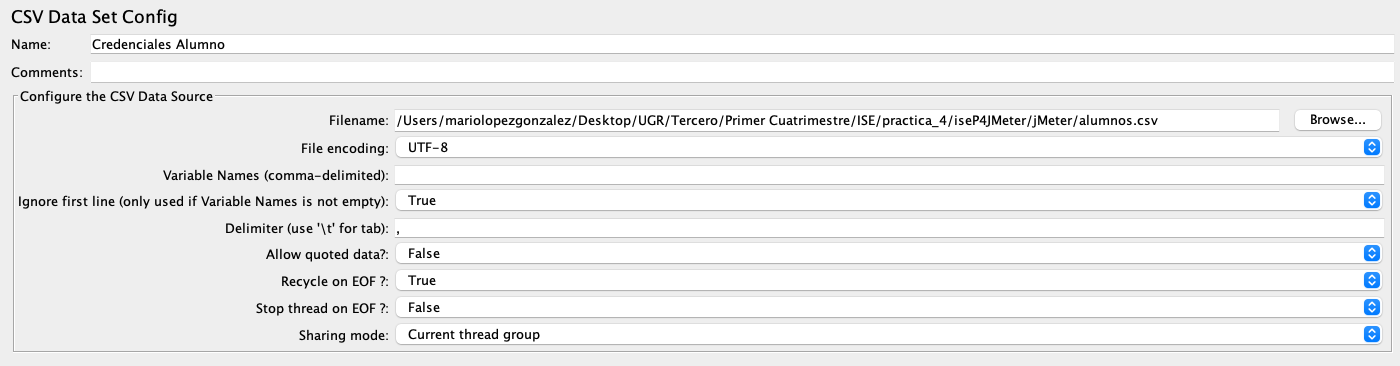 CSV Data Set Config
Name: Credenciales Alumno
Comments:
Configure the CSV Data Source
Filename: /Users/mariolopezgonzalez/Desktop/UGR/Tercero/Primer Cuatrimestre/ISE/practica_4/iseP4JMeter/jMeter/alumnos.csv Browse...
File encoding: UTF-8
Variable Names (comma-delimited):
Ignore first line (only used if Variable Names is not empty): True
Delimiter (use '\t' for tab): ,
Allow quoted data?: False
Recycle on EOF ?: True
Stop thread on EOF ?: False
Sharing mode: Current thread group